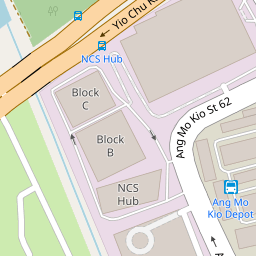 Yio Chu K
NCS Hub
Block
C
Ang Mo Kio St 62
Block
B
NCS
Hub
Ang Mo
Kio Depot